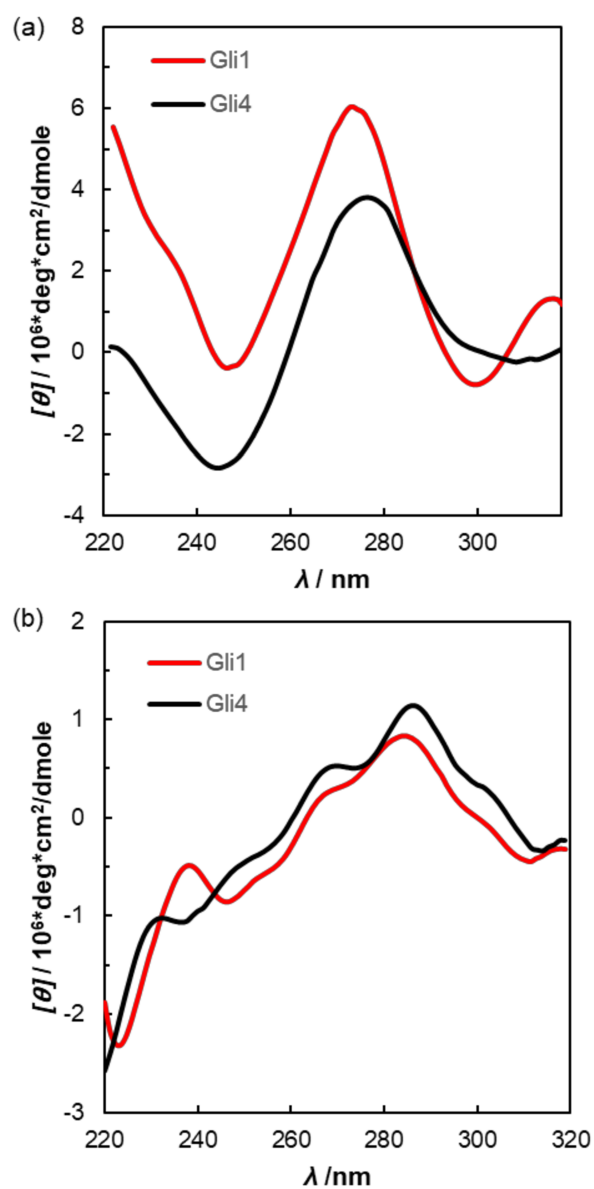 (a)
8
6
4
2
0
-2
-4
Gli1
Gli4
[θ] / 10⁶*deg*cm²/dmole
220 240 260 280 300
λ / nm
(b)
2
1
0
-1
-2
-3
Gli1
Gli4
[θ] / 10⁶*deg*cm²/dmole
220 240 260 280 300 320
λ /nm